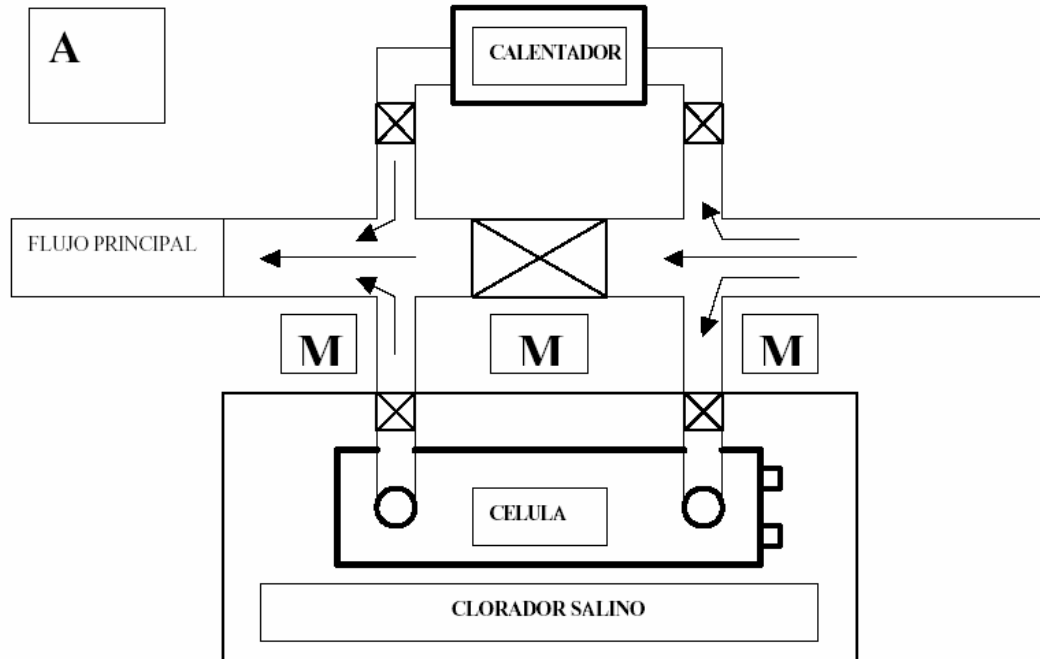 A
CALENTADOR
FLUJO PRINCIPAL
M
M
M
CELULA
CLORADOR SALINO